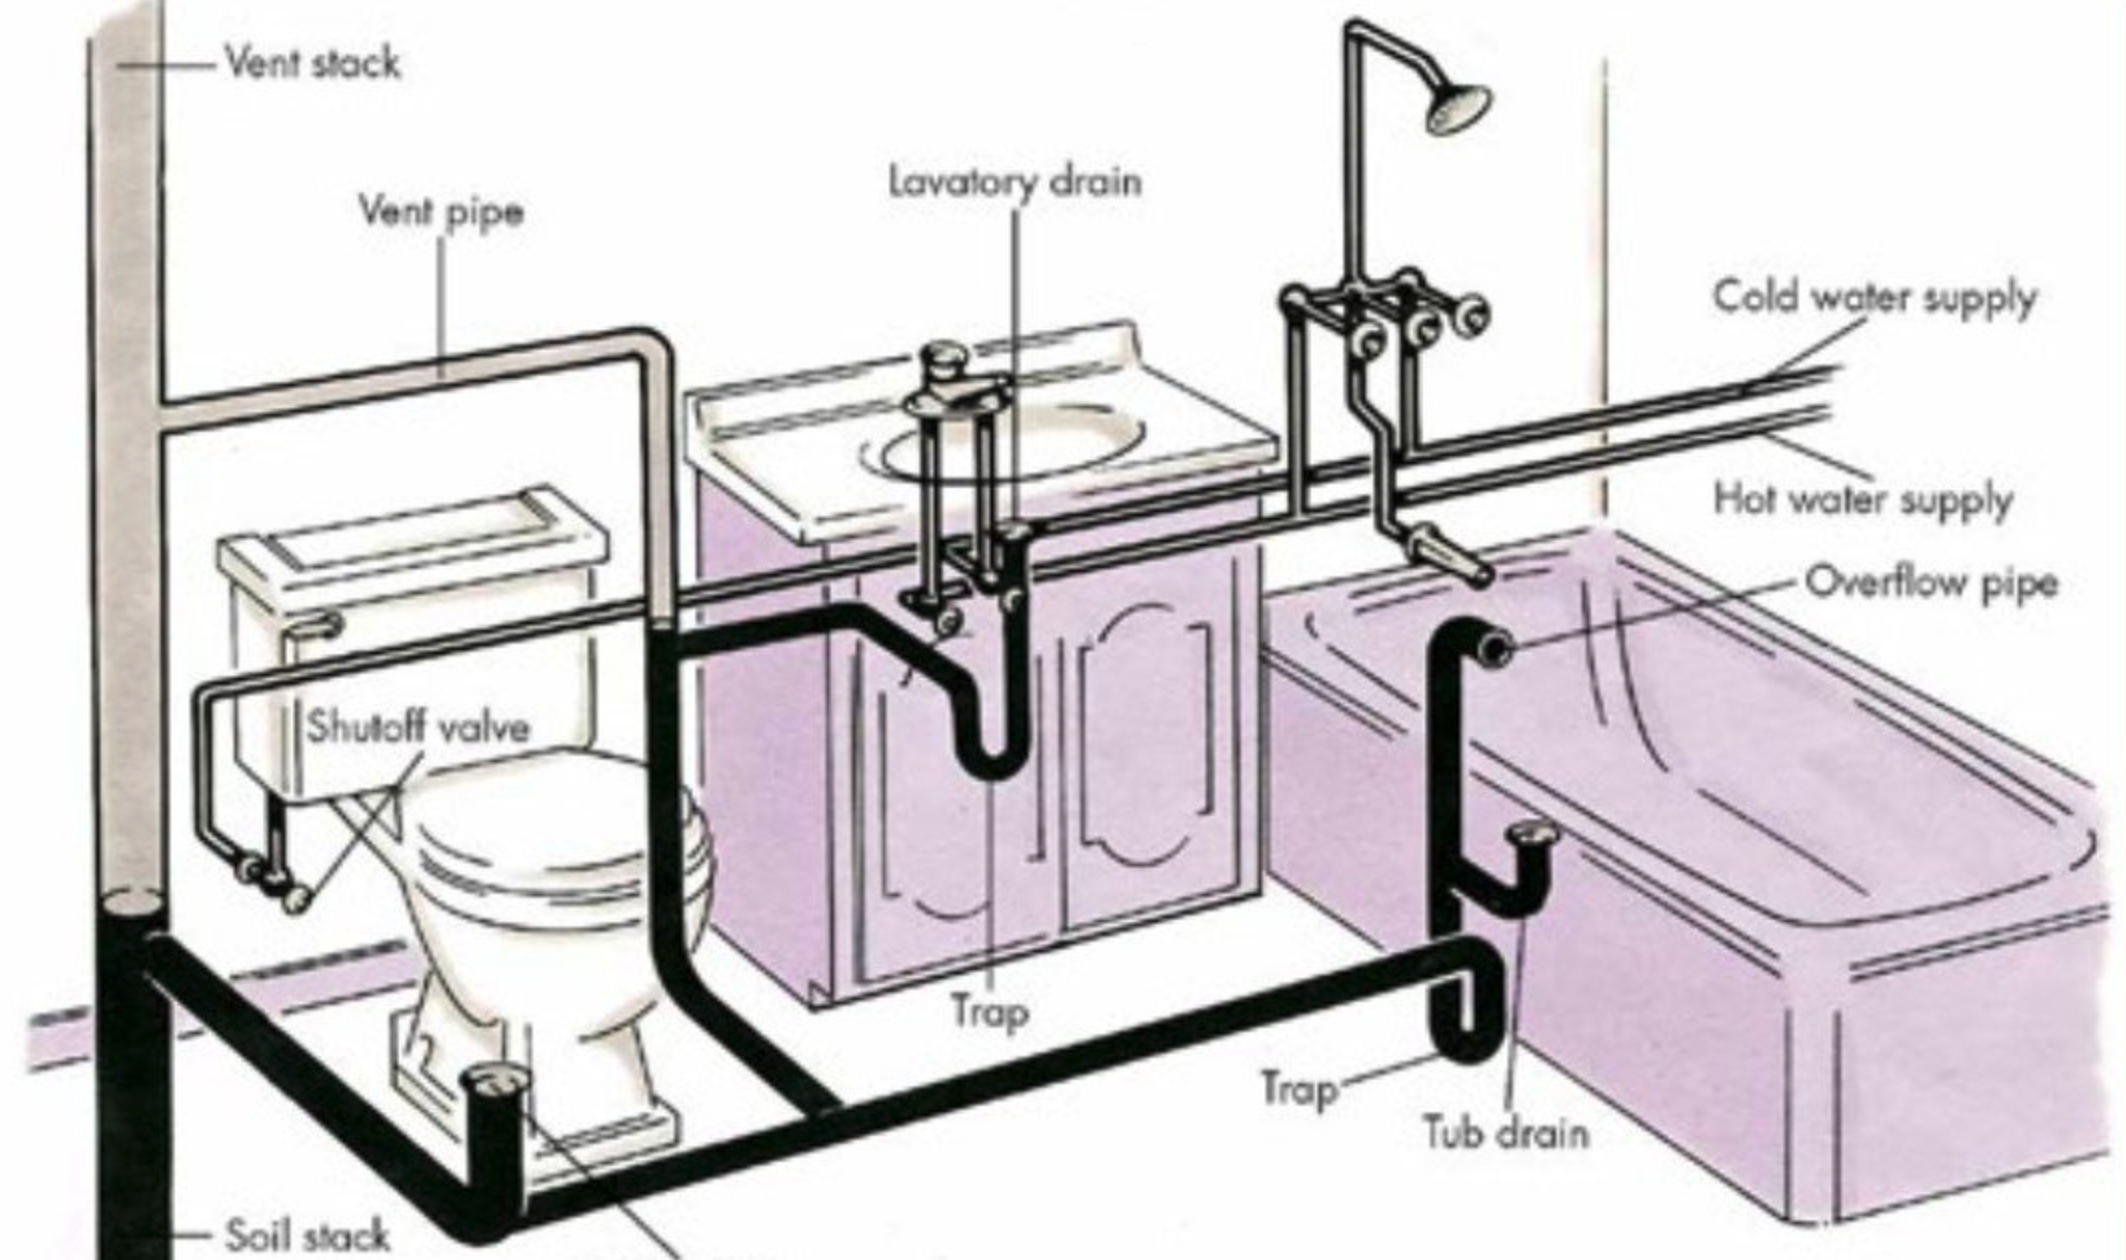 Vent stack
Vent pipe
Lavatory drain
Cold water supply
Hot water supply
Overflow pipe
Shutoff valve
Trap
Trap
Tub drain
Soil stack